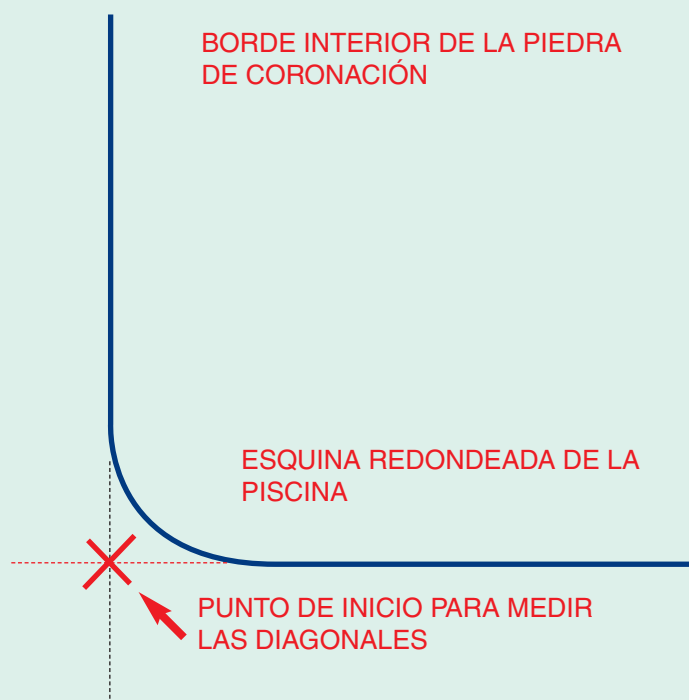 BORDE INTERIOR DE LA PIEDRA
DE CORONACIÓN
ESQUINA REDONDEADA DE LA
PISCINA
PUNTO DE INICIO PARA MEDIR
LAS DIAGONALES